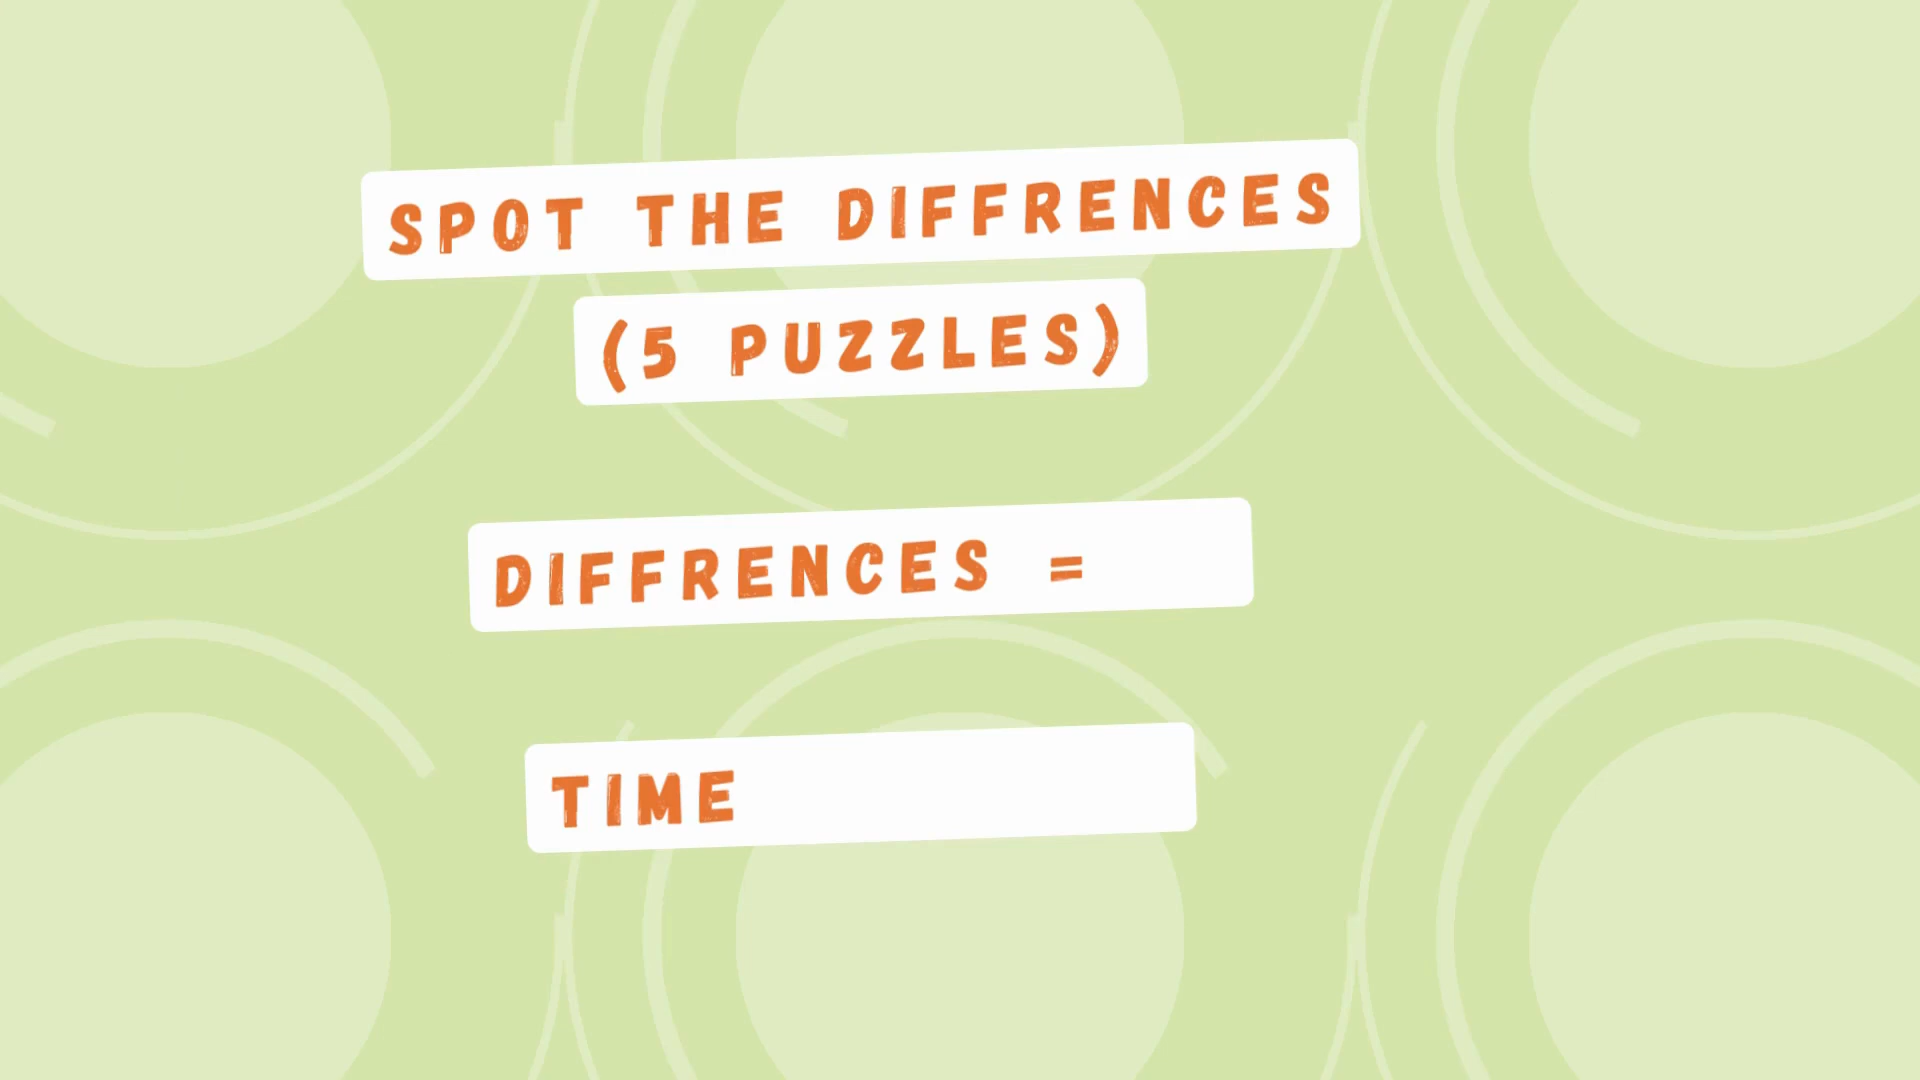 SPOT THE DIFFRENCES
(5 PUZZLES)
DIFFRENCES =
TIME